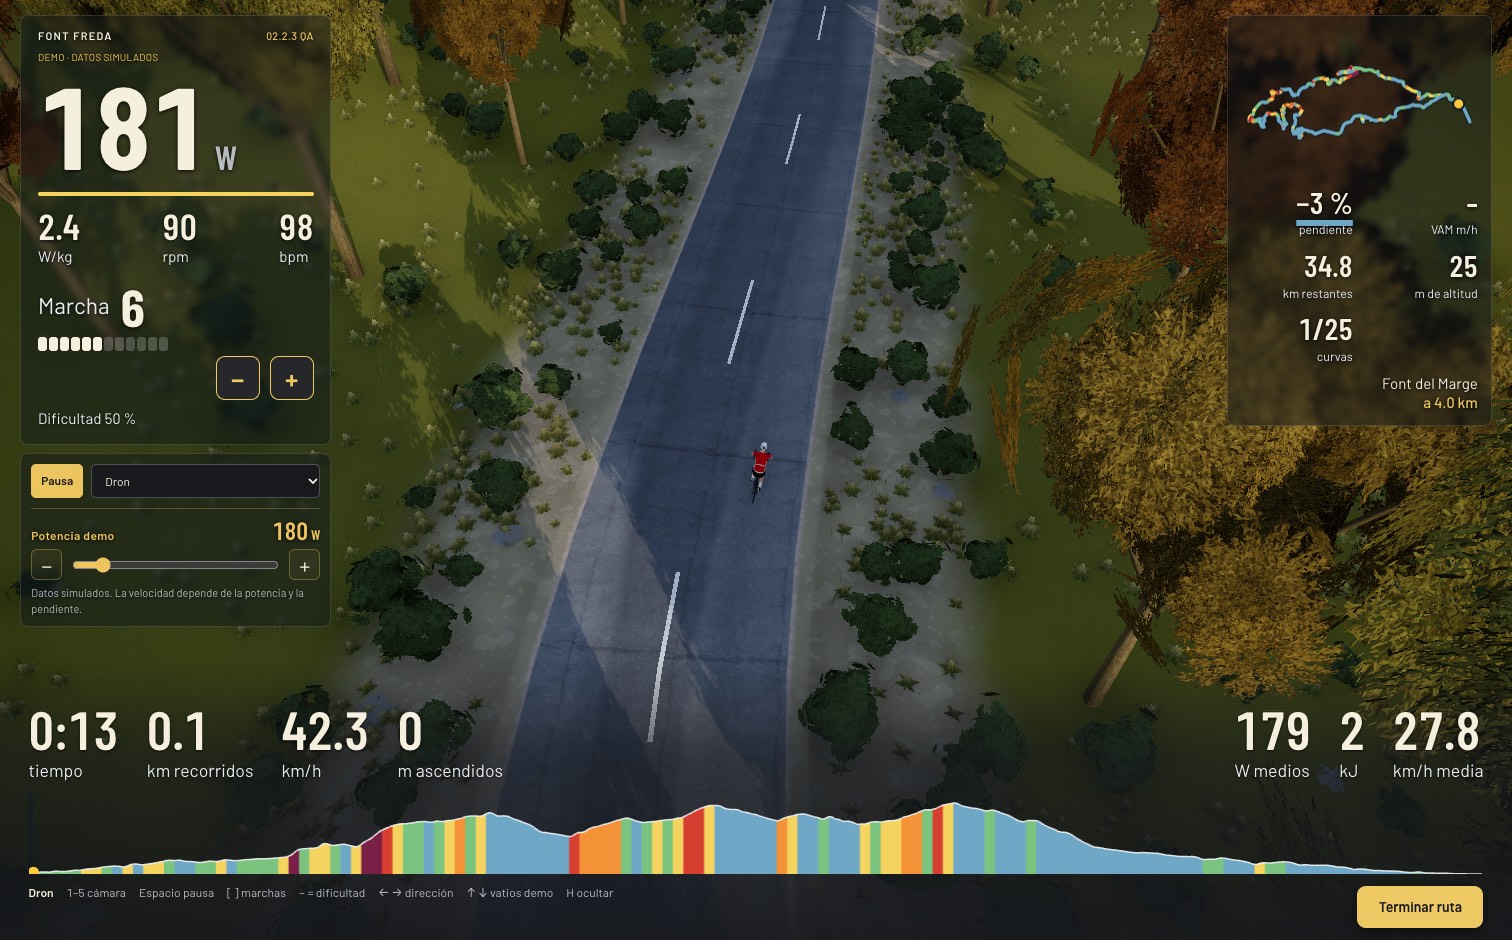 FONT FREDA 02.2.3 QA
DEMO · DATOS SIMULADOS
181 W
2.4 90 98
W/kg rpm bpm
Marcha 6
− +
Dificultad 50 %
Pausa Dron
Potencia demo 180 W
− +
Datos simulados. La velocidad depende de la potencia y la
pendiente.
−3 % –
pendiente VAM m/h
34.8 25
km restantes m de altitud
1/25
curvas
Font del Marge
a 4.0 km
0:13 0.1 42.3 0
tiempo km recorridos km/h m ascendidos
179 2 27.8
W medios kJ km/h media
Dron 1–5 cámara Espacio pausa [ ] marchas − = dificultad ← → dirección ↑ ↓ vatios demo H ocultar
Terminar ruta